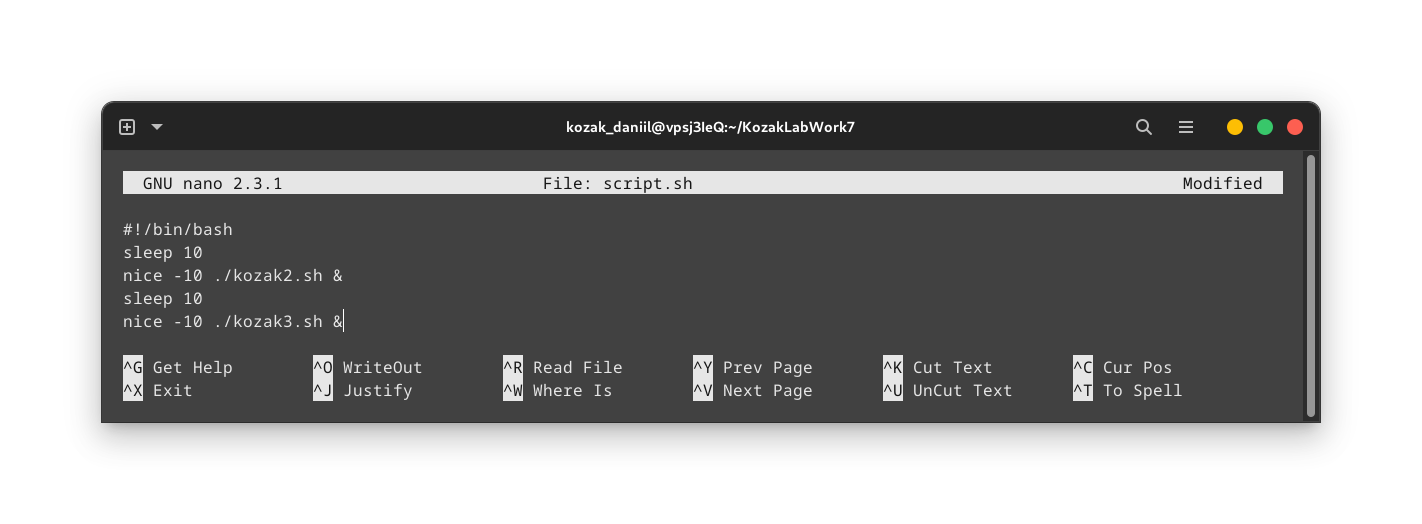 kozak_daniil@vpsj3IeQ:~/KozakLabWork7
GNU nano 2.3.1 File: script.sh Modified
#!/bin/bash
sleep 10
nice -10 ./kozak2.sh &
sleep 10
nice -10 ./kozak3.sh &
^G Get Help ^O WriteOut ^R Read File ^Y Prev Page ^K Cut Text ^C Cur Pos
^X Exit ^J Justify ^W Where Is ^V Next Page ^U UnCut Text ^T To Spell